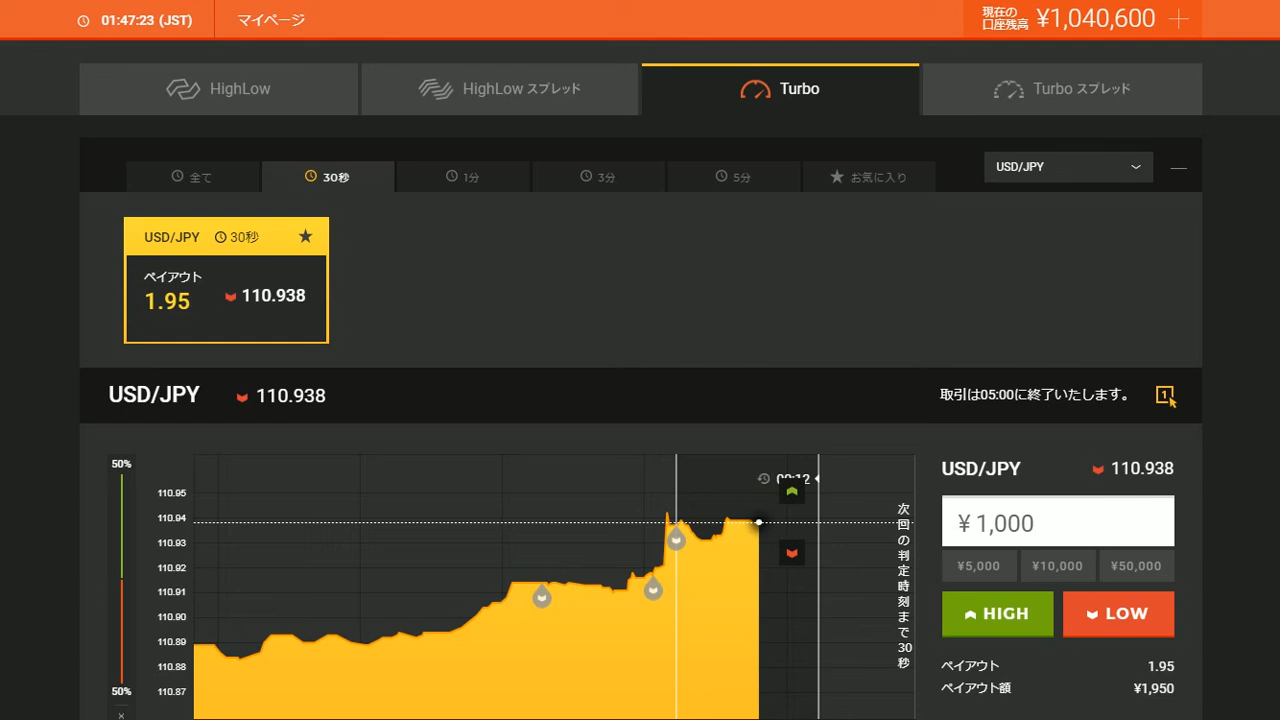 01:47:23 (JST)
マイページ
現在の
口座残高
¥1,040,600
HighLow
HighLow スプレッド
Turbo
Turbo スプレッド
全て
30秒
1分
3分
5分
お気に入り
USD/JPY
USD/JPY 30秒
ペイアウト
1.95
110.938
USD/JPY 110.938
取引は05:00に終了いたします。
1
50%
110.95
110.94
110.93
110.92
110.91
110.90
110.89
110.88
110.87
50%
x
次回の判定時刻まで30秒
USD/JPY 110.938
¥ 1,000
¥5,000 ¥10,000 ¥50,000
HIGH LOW
ペイアウト 1.95
ペイアウト額 ¥1,950